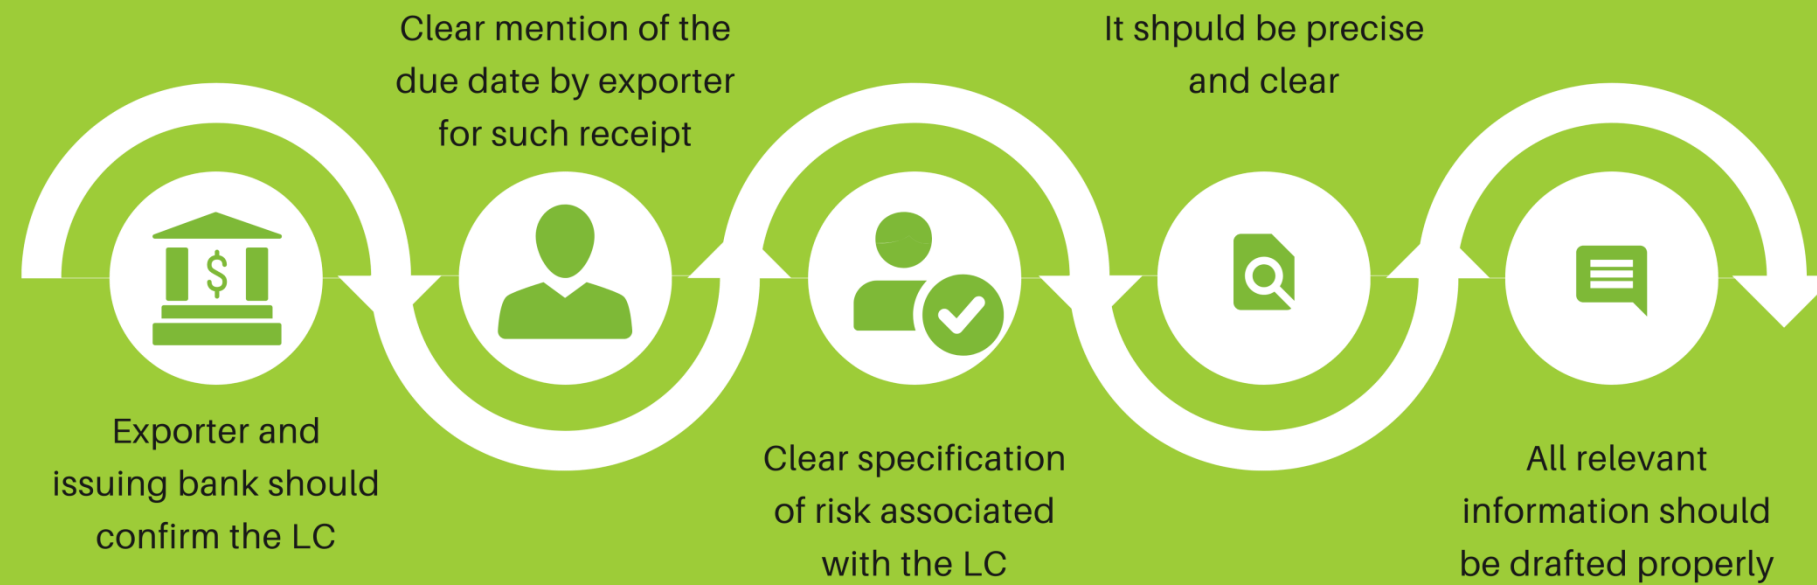 Exporter and
issuing bank should
confirm the LC
Clear mention of the
due date by exporter
for such receipt
Clear specification
of risk associated
with the LC
It shpuld be precise
and clear
All relevant
information should
be drafted properly
$